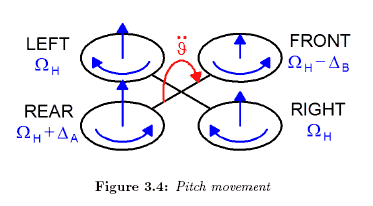 LEFT
Ω_H
ϑ̈
FRONT
Ω_H−Δ_B
REAR
Ω_H+Δ_A
RIGHT
Ω_H
Figure 3.4: Pitch movement